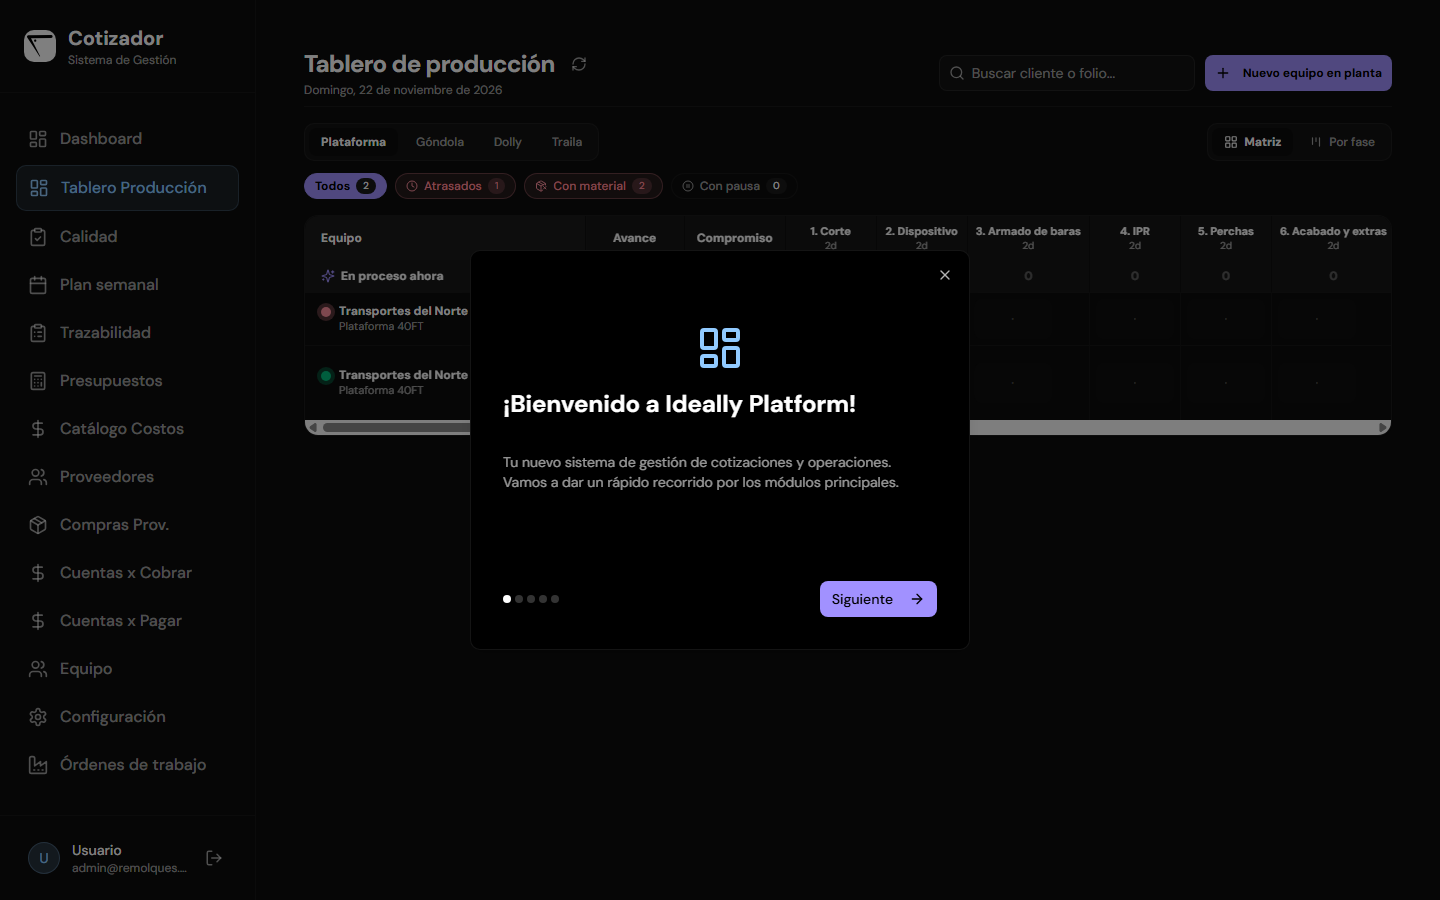 Cotizador
Sistema de Gestión
Dashboard
Tablero Producción
Calidad
Plan semanal
Trazabilidad
Presupuestos
Catálogo Costos
Proveedores
Compras Prov.
Cuentas x Cobrar
Cuentas x Pagar
Equipo
Configuración
Órdenes de trabajo
U
Usuario
admin@remolques....
Tablero de producción
Domingo, 22 de noviembre de 2026
Buscar cliente o folio...
Nuevo equipo en planta
Plataforma Góndola Dolly Traila
Matriz Por fase
Todos 2 Atrasados 1 Con material 2 Con pausa 0
Equipo Avance Compromiso 1. Corte 2. Dispositivo 3. Armado de baras 4. IPR 5. Perchas 6. Acabado y extras
2d 2d 2d 2d 2d 2d
En proceso ahora 0 0 0 0
Transportes del Norte
Plataforma 40FT
Transportes del Norte
Plataforma 40FT
¡Bienvenido a Ideally Platform!
Tu nuevo sistema de gestión de cotizaciones y operaciones.
Vamos a dar un rápido recorrido por los módulos principales.
Siguiente